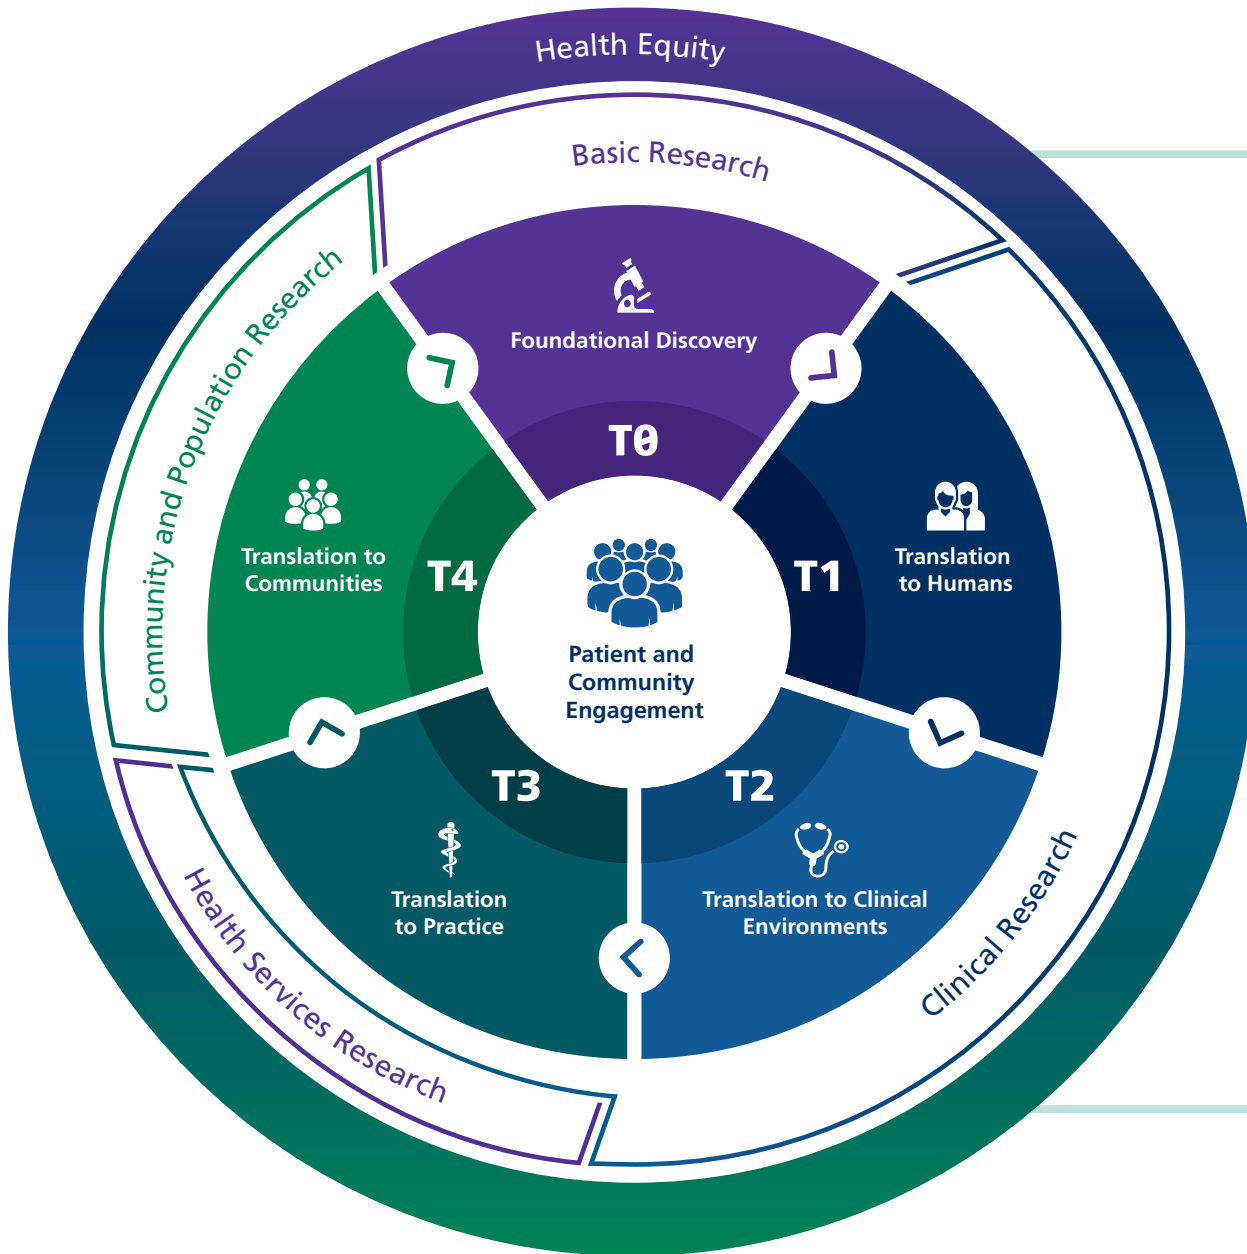 Health Equity
Basic Research
Foundational Discovery
T0
Translation
to Humans
T1
Clinical Research
Translation to Clinical
Environments
T2
Health Services Research
Translation
to Practice
T3
Community and Population Research
Translation to
Communities
T4
Patient and
Community
Engagement